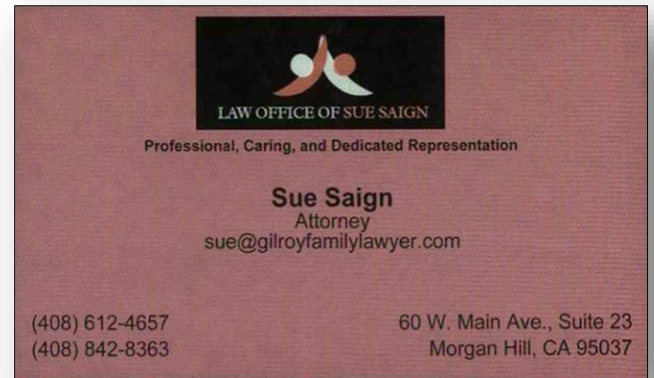 LAW OFFICE OF SUE SAIGN
Professional, Caring, and Dedicated Representation
Sue Saign
Attorney
sue@gilroyfamilylawyer.com
(408) 612-4657
(408) 842-8363
60 W. Main Ave., Suite 23
Morgan Hill, CA 95037